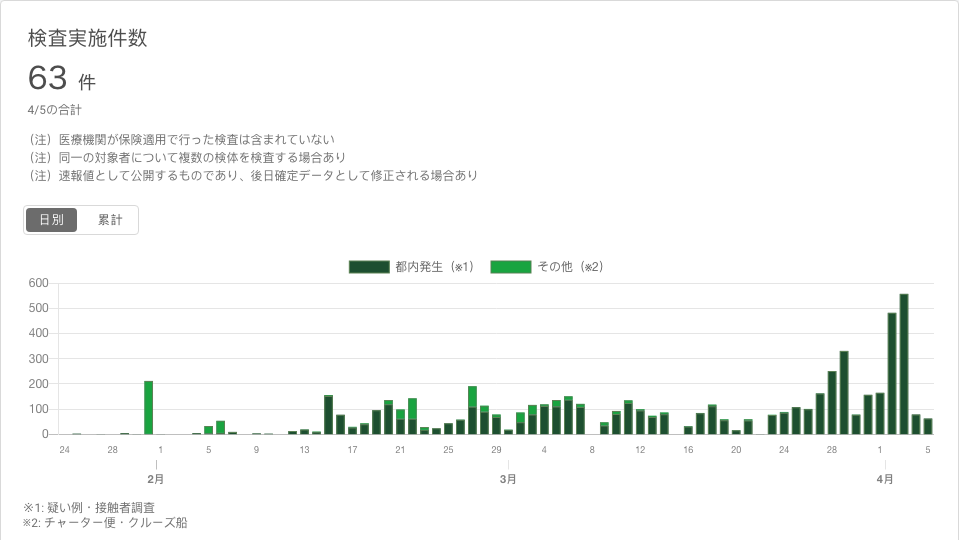 検査実施件数
63 件
4/5の合計
（注）医療機関が保険適用で行った検査は含まれていない
（注）同一の対象者について複数の検体を検査する場合あり
（注）速報値として公開するものであり、後日確定データとして修正される場合あり
日別 累計
都内発生（※1） その他（※2）
600
500
400
300
200
100
0
24 28 1 5 9 13 17 21 25 29 4 8 12 16 20 24 28 1 5
2月 3月 4月
※1: 疑い例・接触者調査
※2: チャーター便・クルーズ船